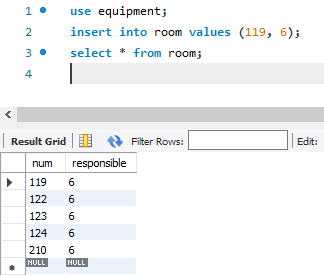 1 use equipment;
2 insert into room values (119, 6);
3 select * from room;
4
Result Grid Filter Rows: Edit:
num responsible
119 6
122 6
123 6
124 6
210 6
NULL NULL